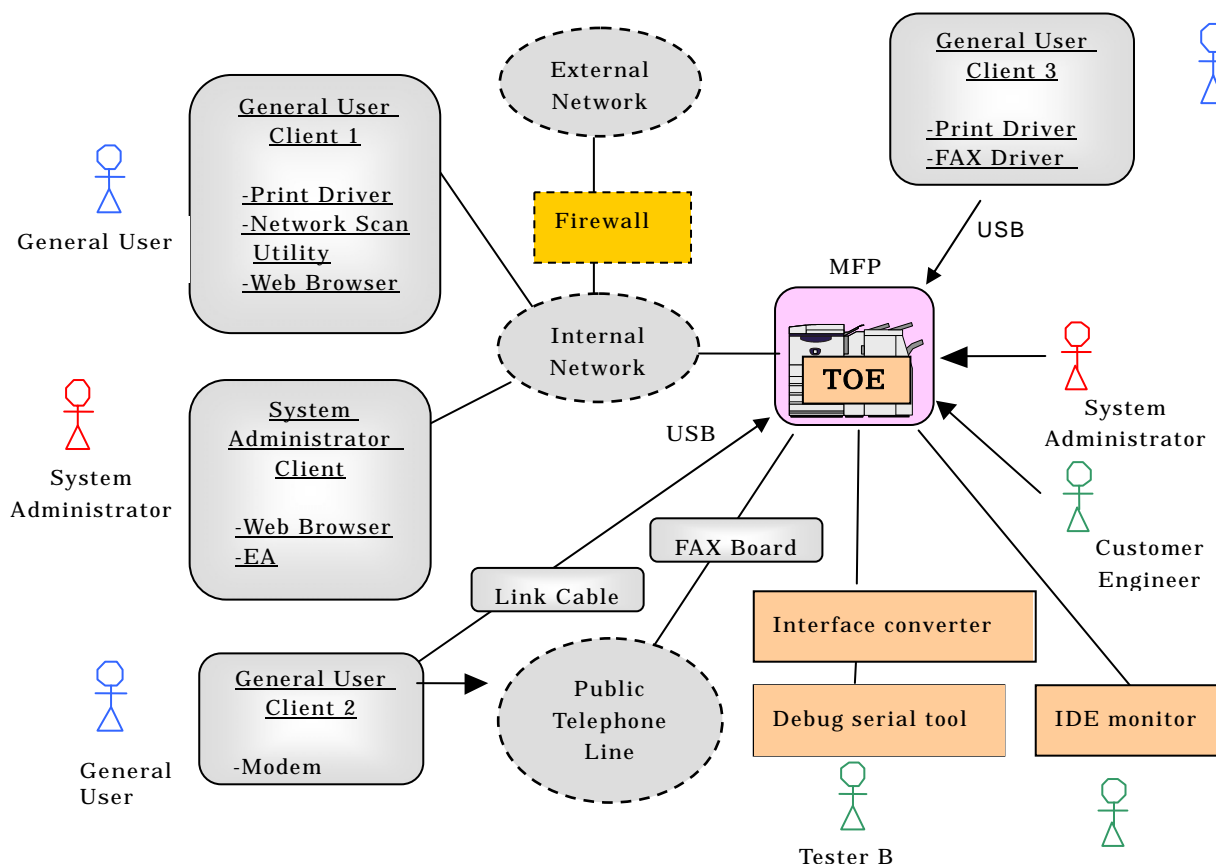 External
Network
General User
Client 3
-Print Driver
-FAX Driver
General User
Client 1
-Print Driver
-Network Scan
Utility
-Web Browser
General User
Firewall
USB
MFP
Internal
Network
TOE
System
Administrator
System
Administrator
Client
-Web Browser
-EA
USB
System
Administrator
FAX Board
Customer
Engineer
Link Cable
Interface converter
General User
Client 2
-Modem
General
User
Public
Telephone
Line
Debug serial tool
IDE monitor
Tester B